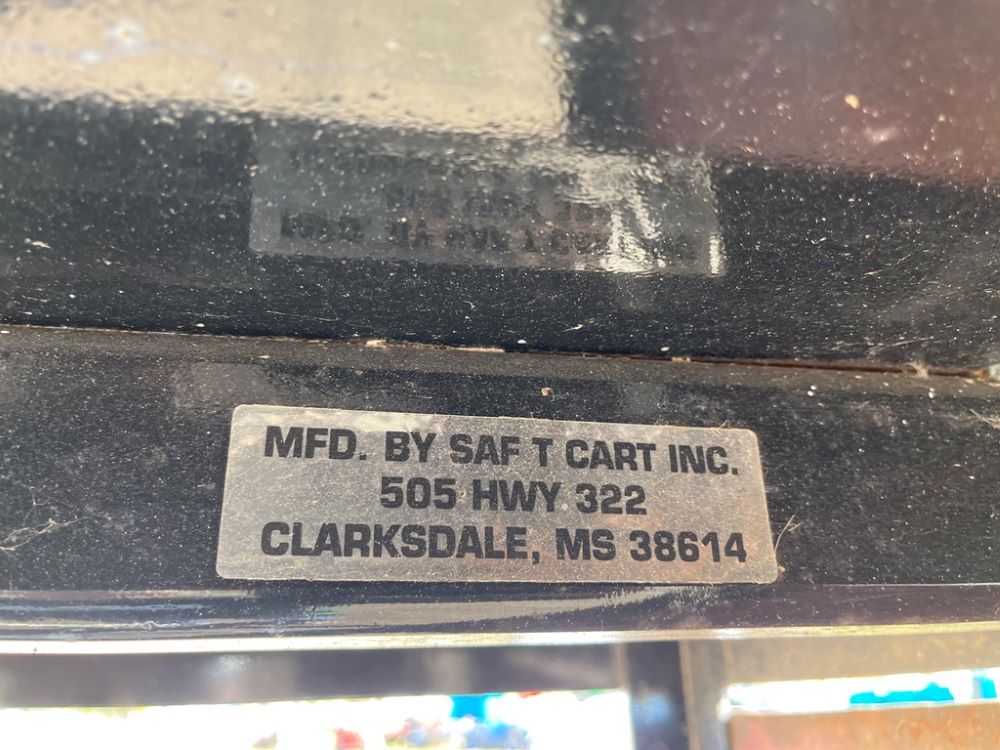 MFD. BY SAF T CART INC.
505 HWY 322
CLARKSDALE, MS 38614